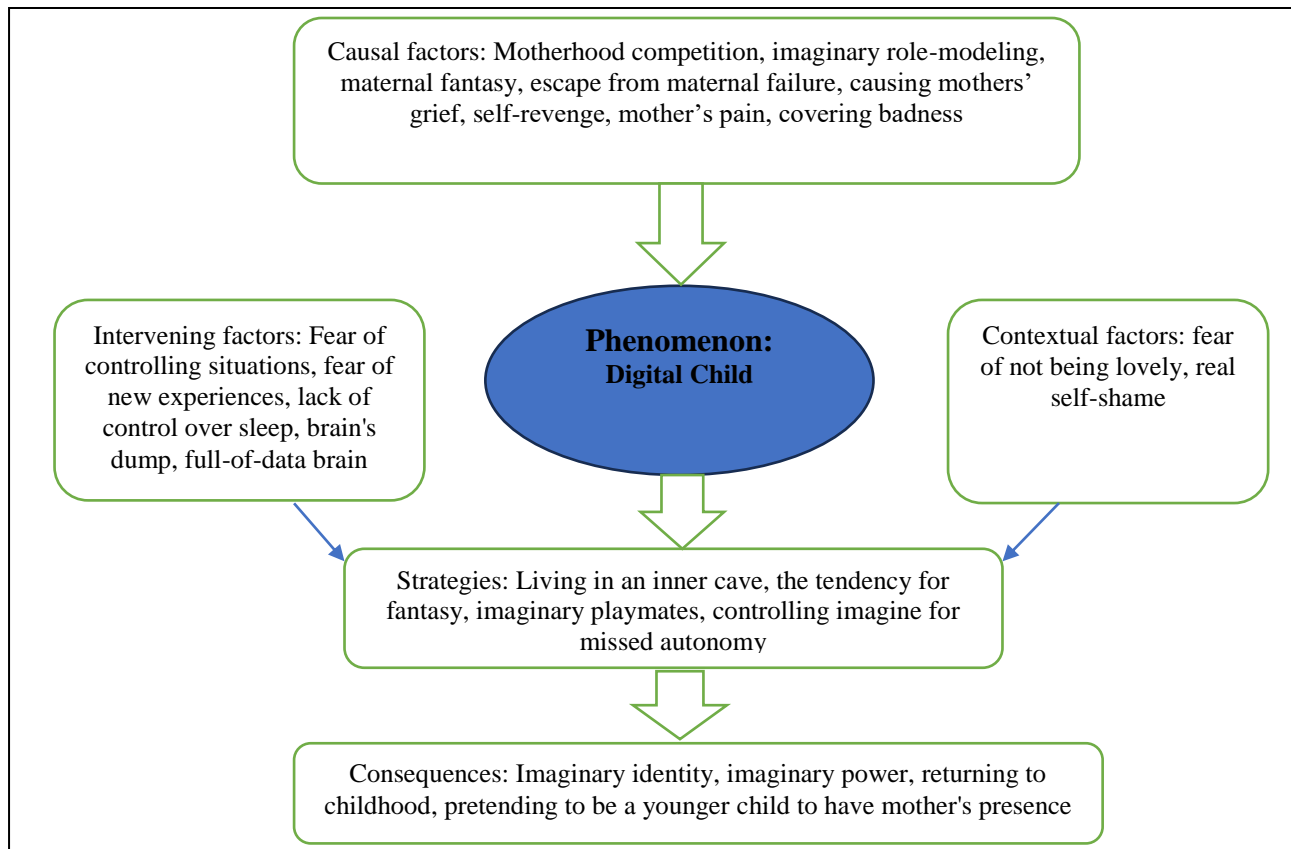 Causal factors: Motherhood competition, imaginary role-modeling,
maternal fantasy, escape from maternal failure, causing mothers’
grief, self-revenge, mother’s pain, covering badness
Phenomenon:
Digital Child
Intervening factors: Fear of
controlling situations, fear of
new experiences, lack of
control over sleep, brain's
dump, full-of-data brain
Contextual factors: fear
of not being lovely, real
self-shame
Strategies: Living in an inner cave, the tendency for
fantasy, imaginary playmates, controlling imagine for
missed autonomy
Consequences: Imaginary identity, imaginary power, returning to
childhood, pretending to be a younger child to have mother's presence